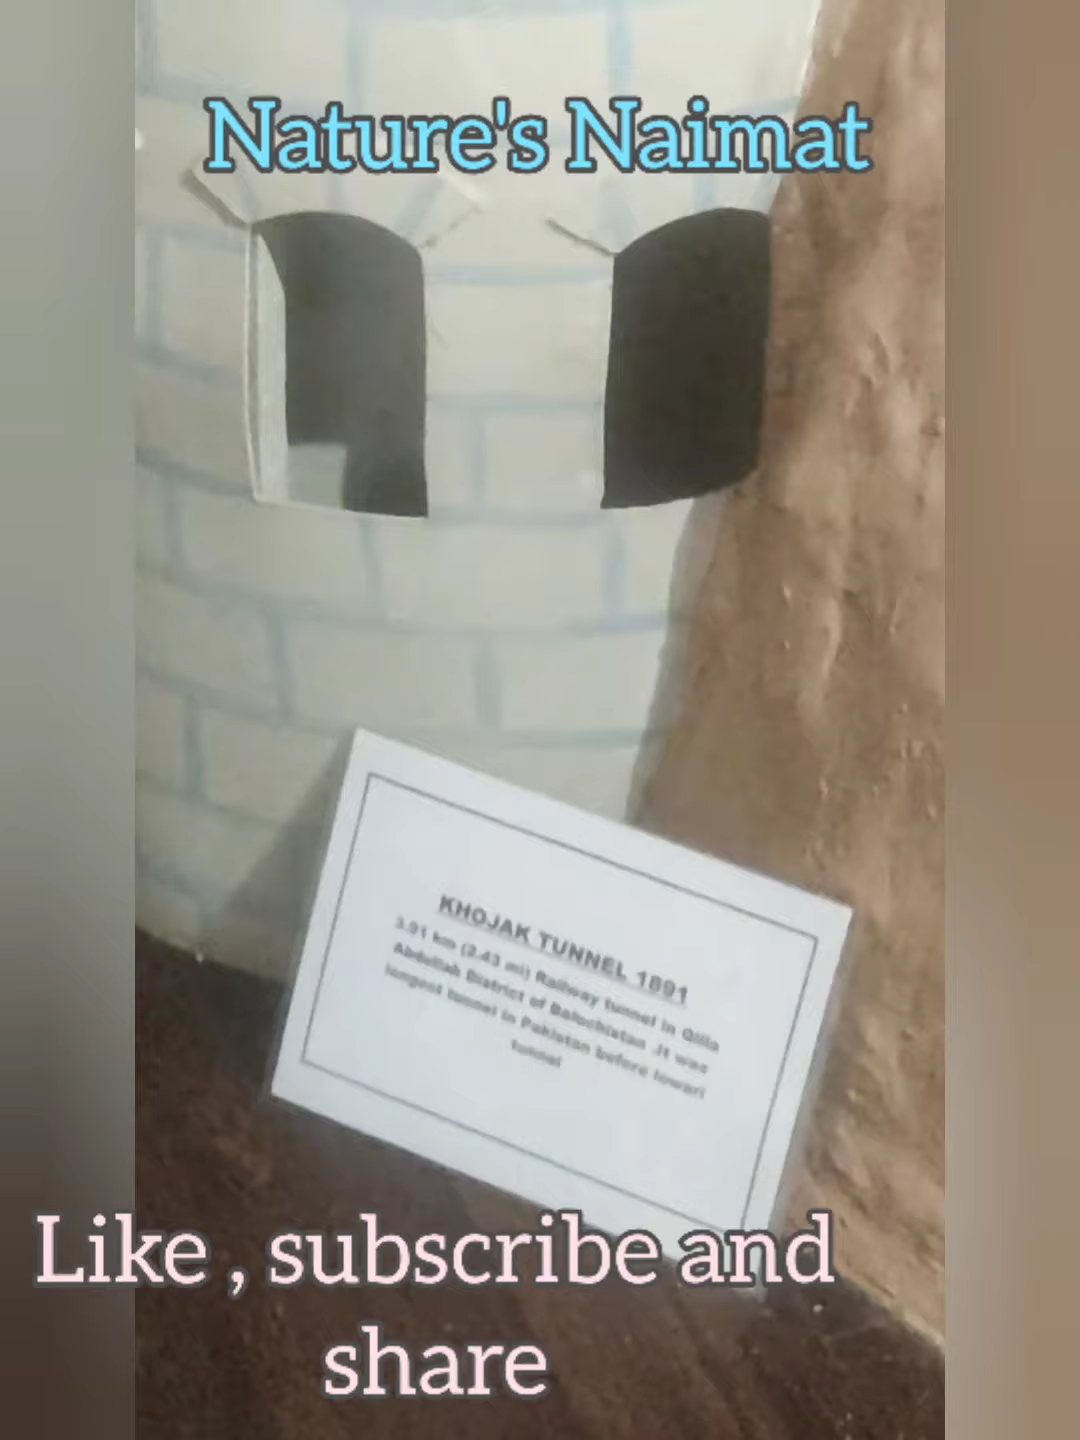 Nature's Naimat
KHOJAK TUNNEL 1891
3.91 km (2.43 mi) Railway tunnel in Qilla
Abdullah District of Balochistan .It was
longest tunnel in Pakistan before lowari
tunnel
Like , subscribe and
share